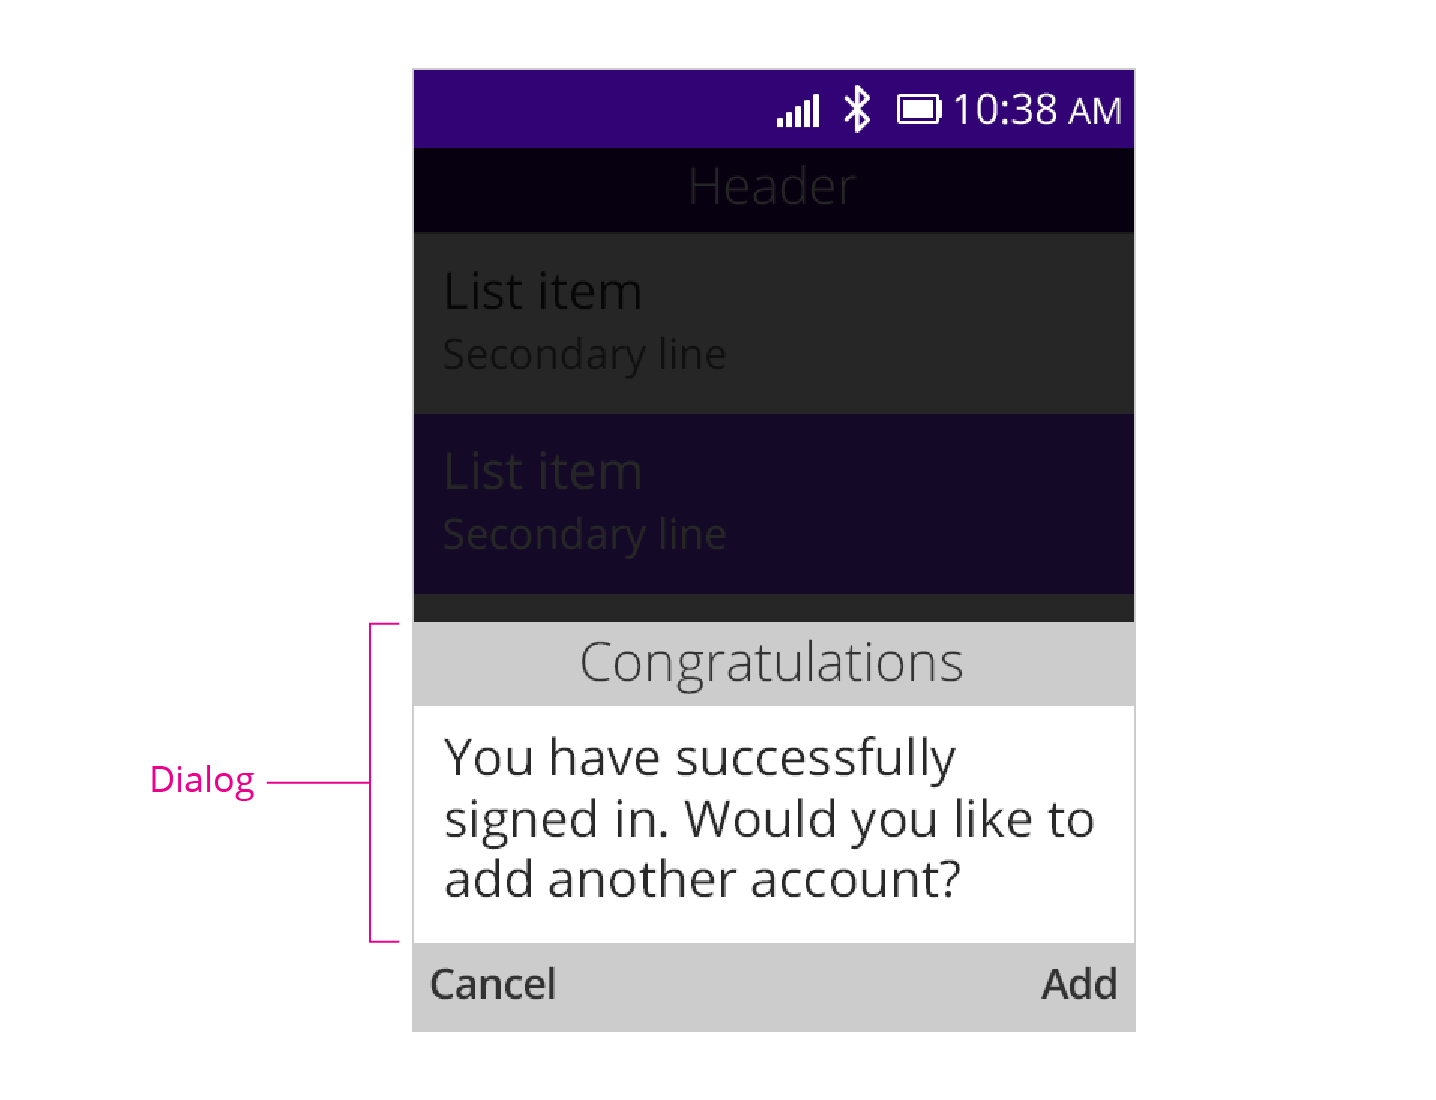 10:38 AM
Header
List item
Secondary line
List item
Secondary line
Congratulations
You have successfully
signed in. Would you like to
add another account?
Dialog
Cancel
Add